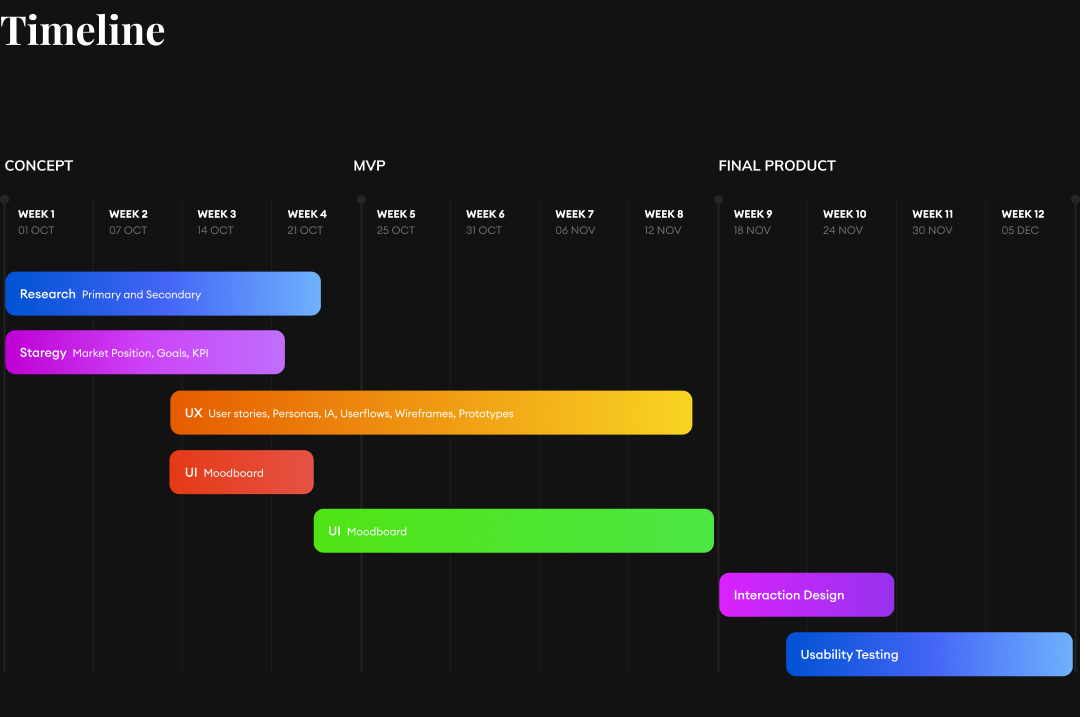 Timeline
CONCEPT MVP FINAL PRODUCT
WEEK 1 WEEK 2 WEEK 3 WEEK 4 WEEK 5 WEEK 6 WEEK 7 WEEK 8 WEEK 9 WEEK 10 WEEK 11 WEEK 12
01 OCT 07 OCT 14 OCT 21 OCT 25 OCT 31 OCT 06 NOV 12 NOV 18 NOV 24 NOV 30 NOV 05 DEC
Research Primary and Secondary
Staregy Market Position, Goals, KPI
UX User stories, Personas, IA, Userflows, Wireframes, Prototypes
UI Moodboard
UI Moodboard
Interaction Design
Usability Testing